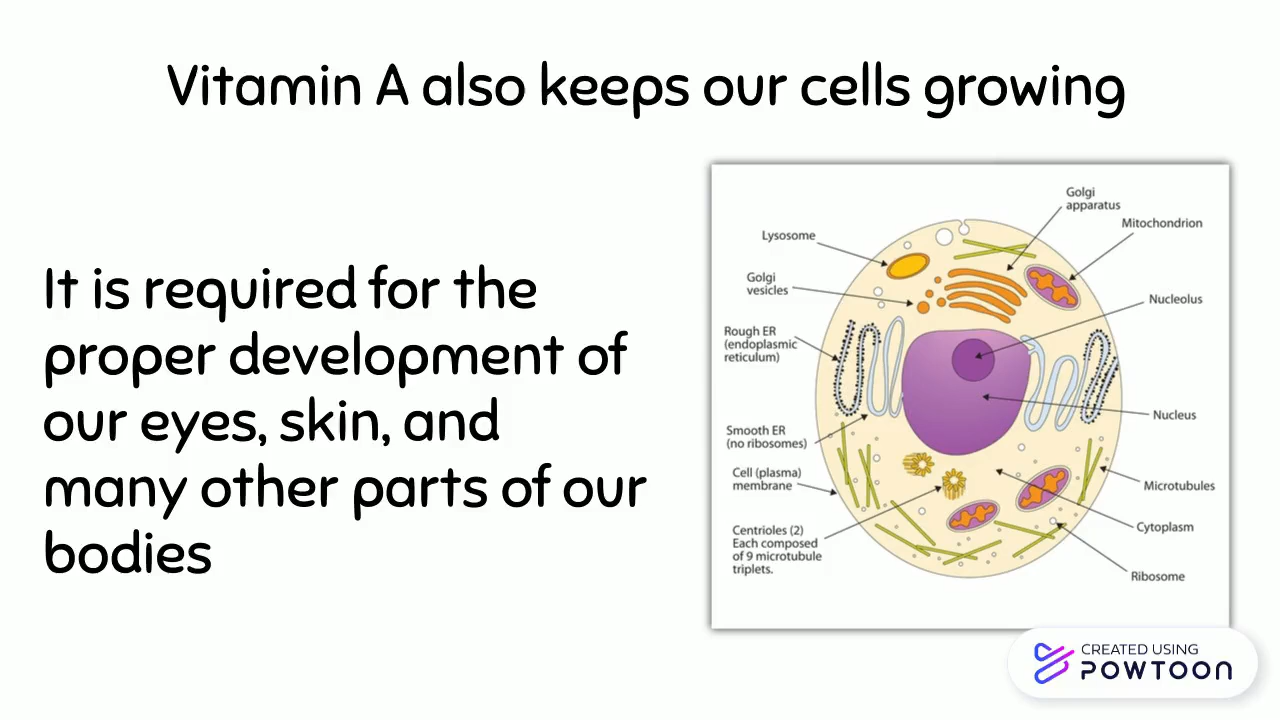 Vitamin A also keeps our cells growing
It is required for the
proper development of
our eyes, skin, and
many other parts of our
bodies
Golgi
apparatus
Mitochondrion
Lysosome
Golgi
vesicles
Nucleolus
Rough ER
(endoplasmic
reticulum)
Nucleus
Smooth ER
(no ribosomes)
Cell (plasma)
membrane
Microtubules
Cytoplasm
Centrioles (2)
Each composed
of 9 microtubule
triplets.
Ribosome
CREATED USING
POWTOON